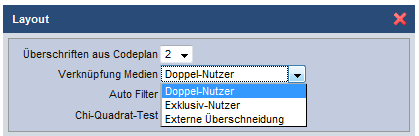 Layout
Überschriften aus Codeplan 2
Verknüpfung Medien Doppel-Nutzer
Auto Filter Doppel-Nutzer
Exklusiv-Nutzer
Chi-Quadrat-Test Externe Überschneidung